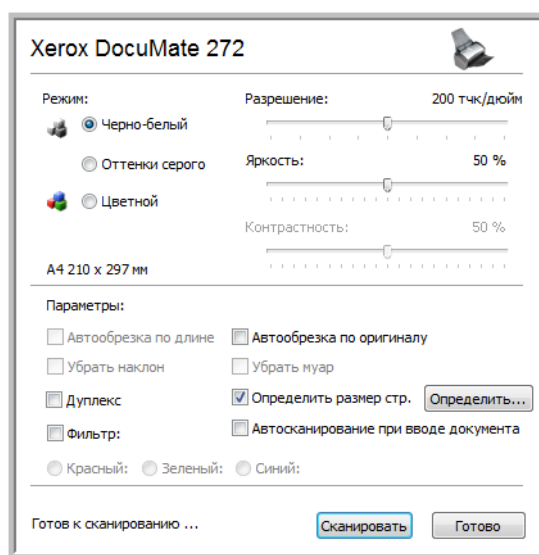 Xerox DocuMate 272
Режим:
Разрешение: 200 тчк/дюйм
Черно-белый
Оттенки серого
Яркость: 50 %
Цветной
Контрастность: 50 %
A4 210 x 297 мм
Параметры:
Автообрезка по длине Автообрезка по оригиналу
Убрать наклон Убрать муар
Дуплекс Определить размер стр. Определить...
Фильтр: Автосканирование при вводе документа
Красный: Зеленый: Синий:
Готов к сканированию ... Сканировать Готово